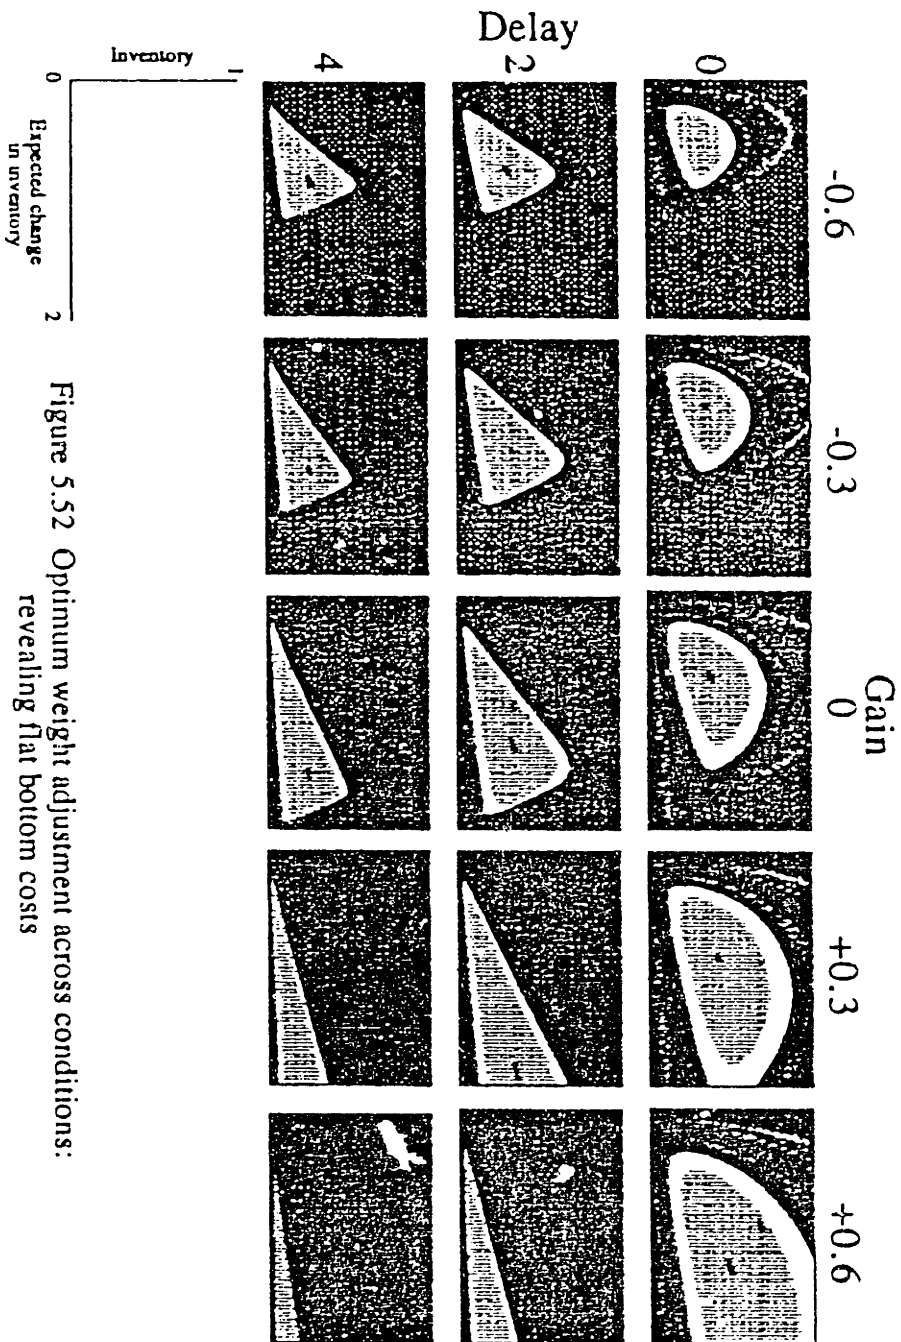 Gain
-0.6 -0.3 0 +0.3 +0.6
Delay
0
2
4
Inventory
1
0
2
Expected change
in inventory
Figure 5.52 Optimum weight adjustment across conditions:
revealing flat bottom costs